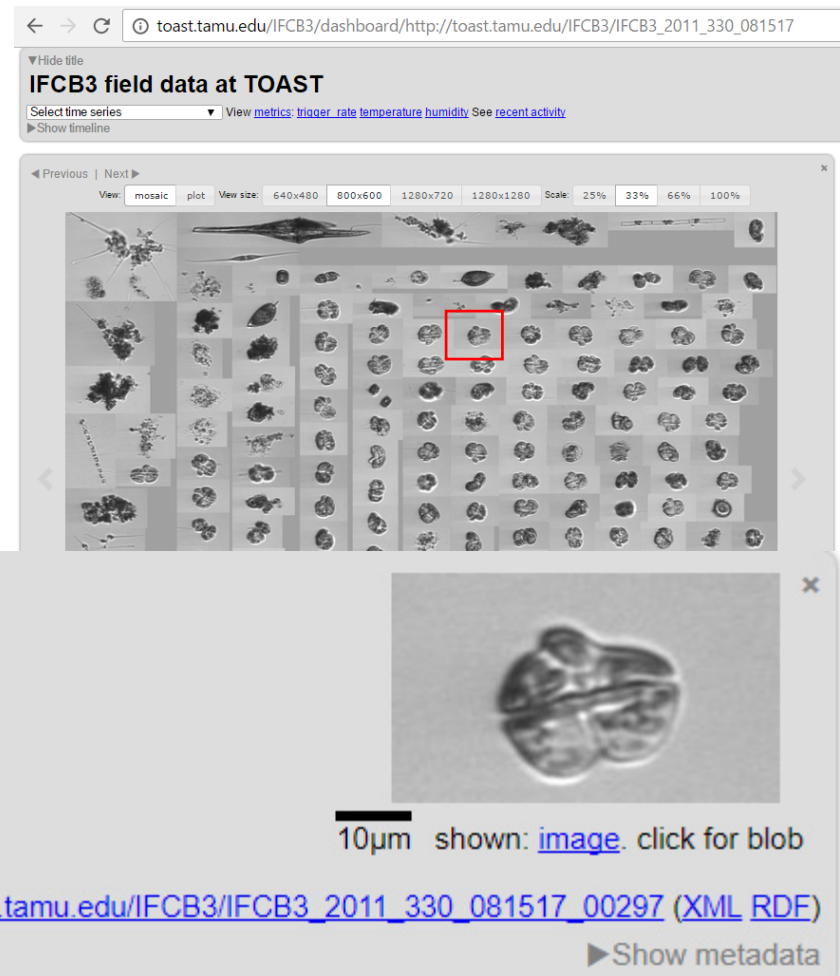 toast.tamu.edu/IFCB3/dashboard/http://toast.tamu.edu/IFCB3/IFCB3_2011_330_081517
▼Hide title
IFCB3 field data at TOAST
Select time series ▼ View metrics: trigger_rate temperature humidity See recent activity
▶Show timeline
◀Previous | Next▶ ×
View: mosaic plot View size: 640x480 800x600 1280x720 1280x1280 Scale: 25% 33% 66% 100%
×
10µm shown: image. click for blob
.tamu.edu/IFCB3/IFCB3_2011_330_081517_00297 (XML RDF)
▶Show metadata